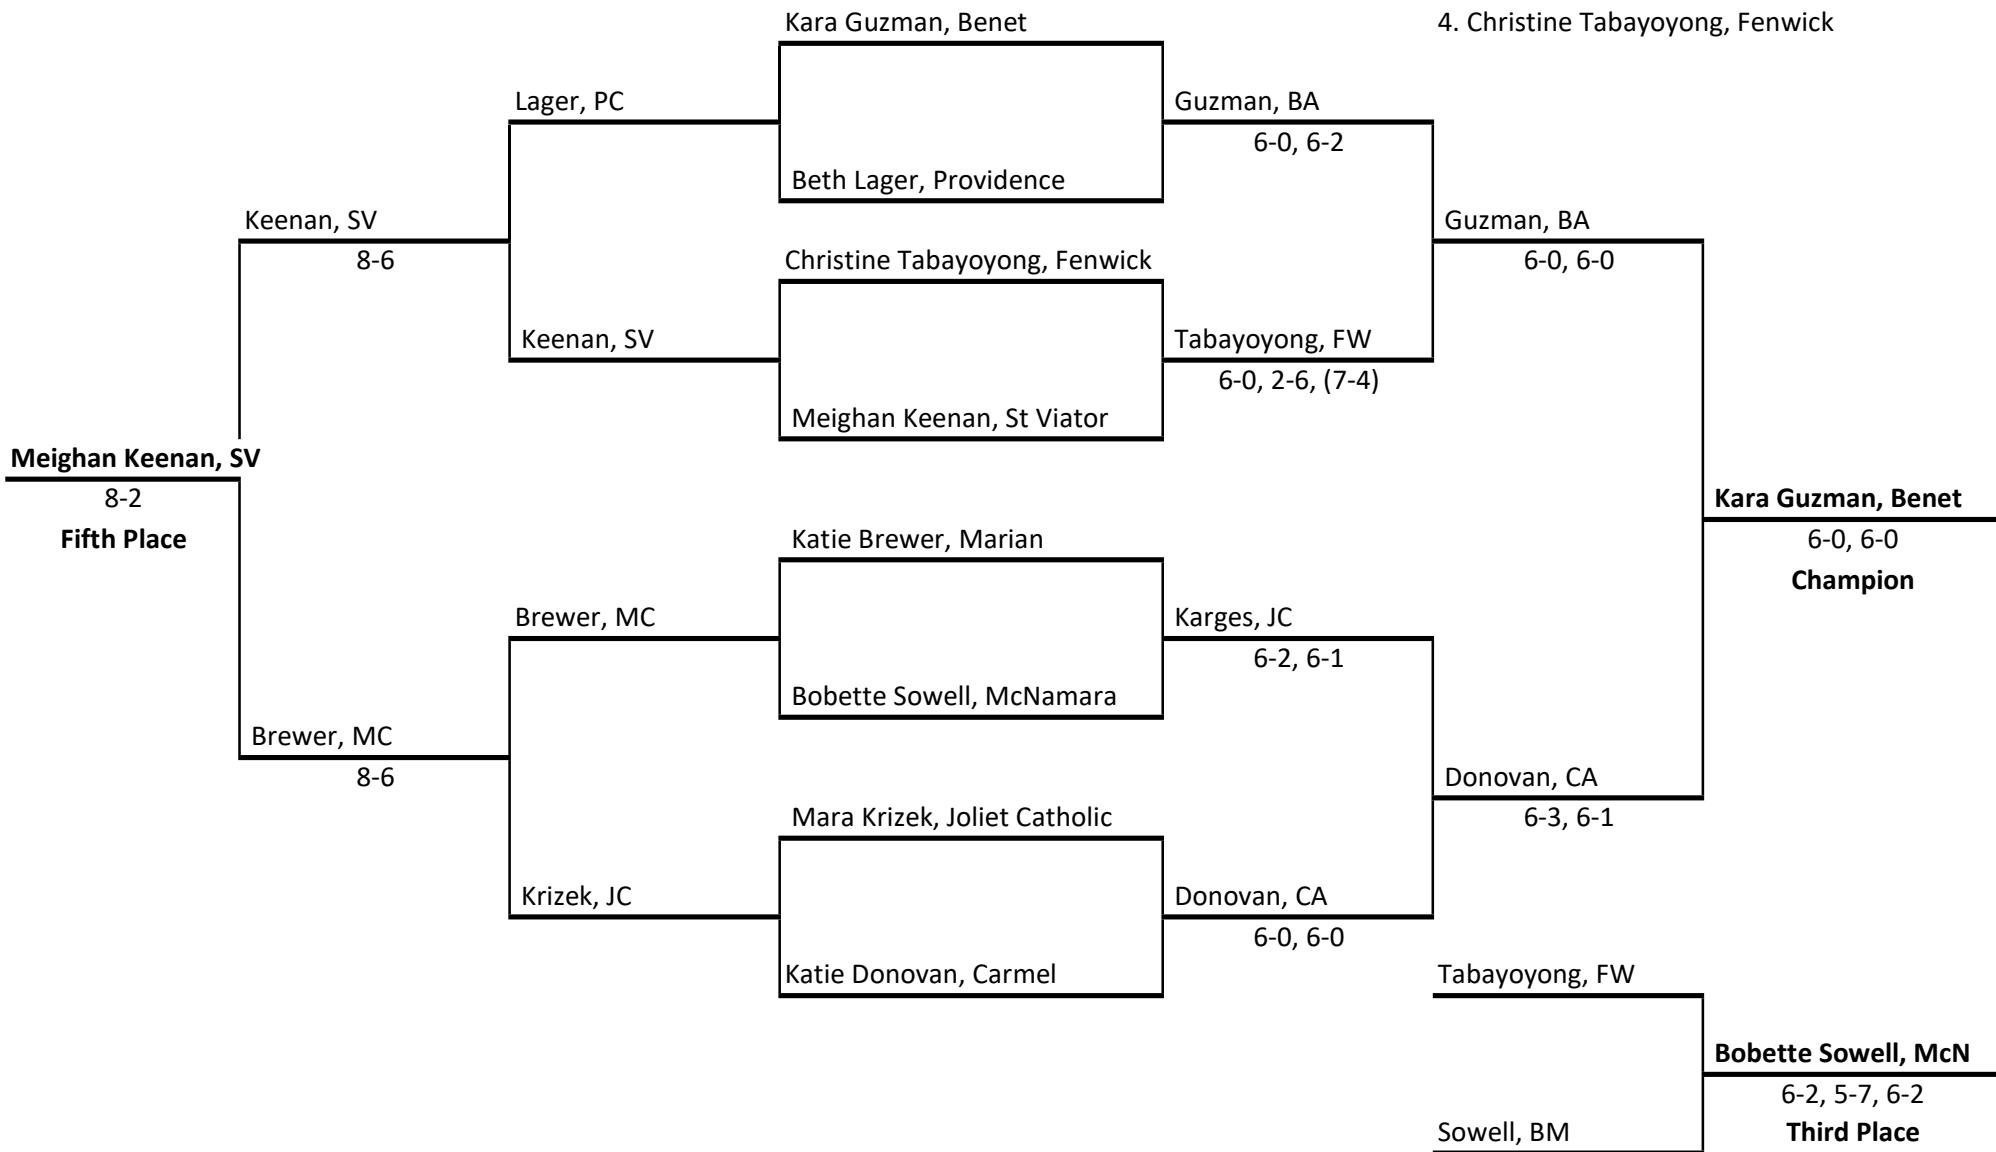 Kara Guzman, Benet
4. Christine Tabayoyong, Fenwick
Lager, PC
Guzman, BA
6-0, 6-2
Beth Lager, Providence
Keenan, SV
8-6
Guzman, BA
6-0, 6-0
Christine Tabayoyong, Fenwick
Keenan, SV
Tabayoyong, FW
6-0, 2-6, (7-4)
Meighan Keenan, St Viator
Meighan Keenan, SV
8-2
Fifth Place
Kara Guzman, Benet
6-0, 6-0
Champion
Katie Brewer, Marian
Brewer, MC
Karges, JC
6-2, 6-1
Bobette Sowell, McNamara
Brewer, MC
8-6
Donovan, CA
6-3, 6-1
Mara Krizek, Joliet Catholic
Krizek, JC
Donovan, CA
6-0, 6-0
Katie Donovan, Carmel
Tabayoyong, FW
Bobette Sowell, McN
6-2, 5-7, 6-2
Third Place
Sowell, BM